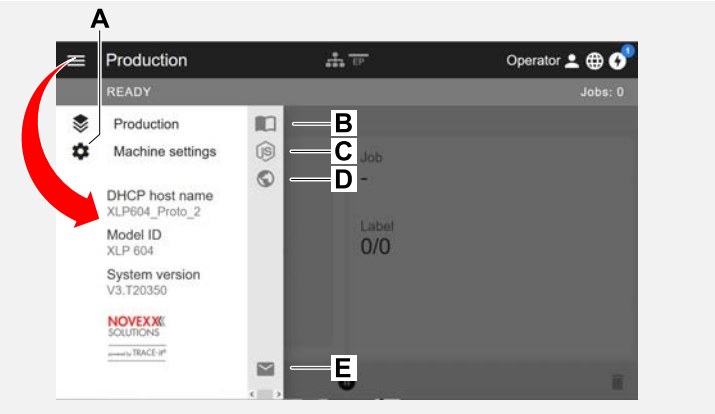 A
Production
EP
Operator
1
READY
Jobs: 0
Production
B
Machine settings
JS
C
D
Job
-
DHCP host name
XLP604_Proto_2
Model ID
XLP 604
Label
0/0
System version
V3.T20350
NOVEXX
SOLUTIONS
powered by TRACE-it®
E